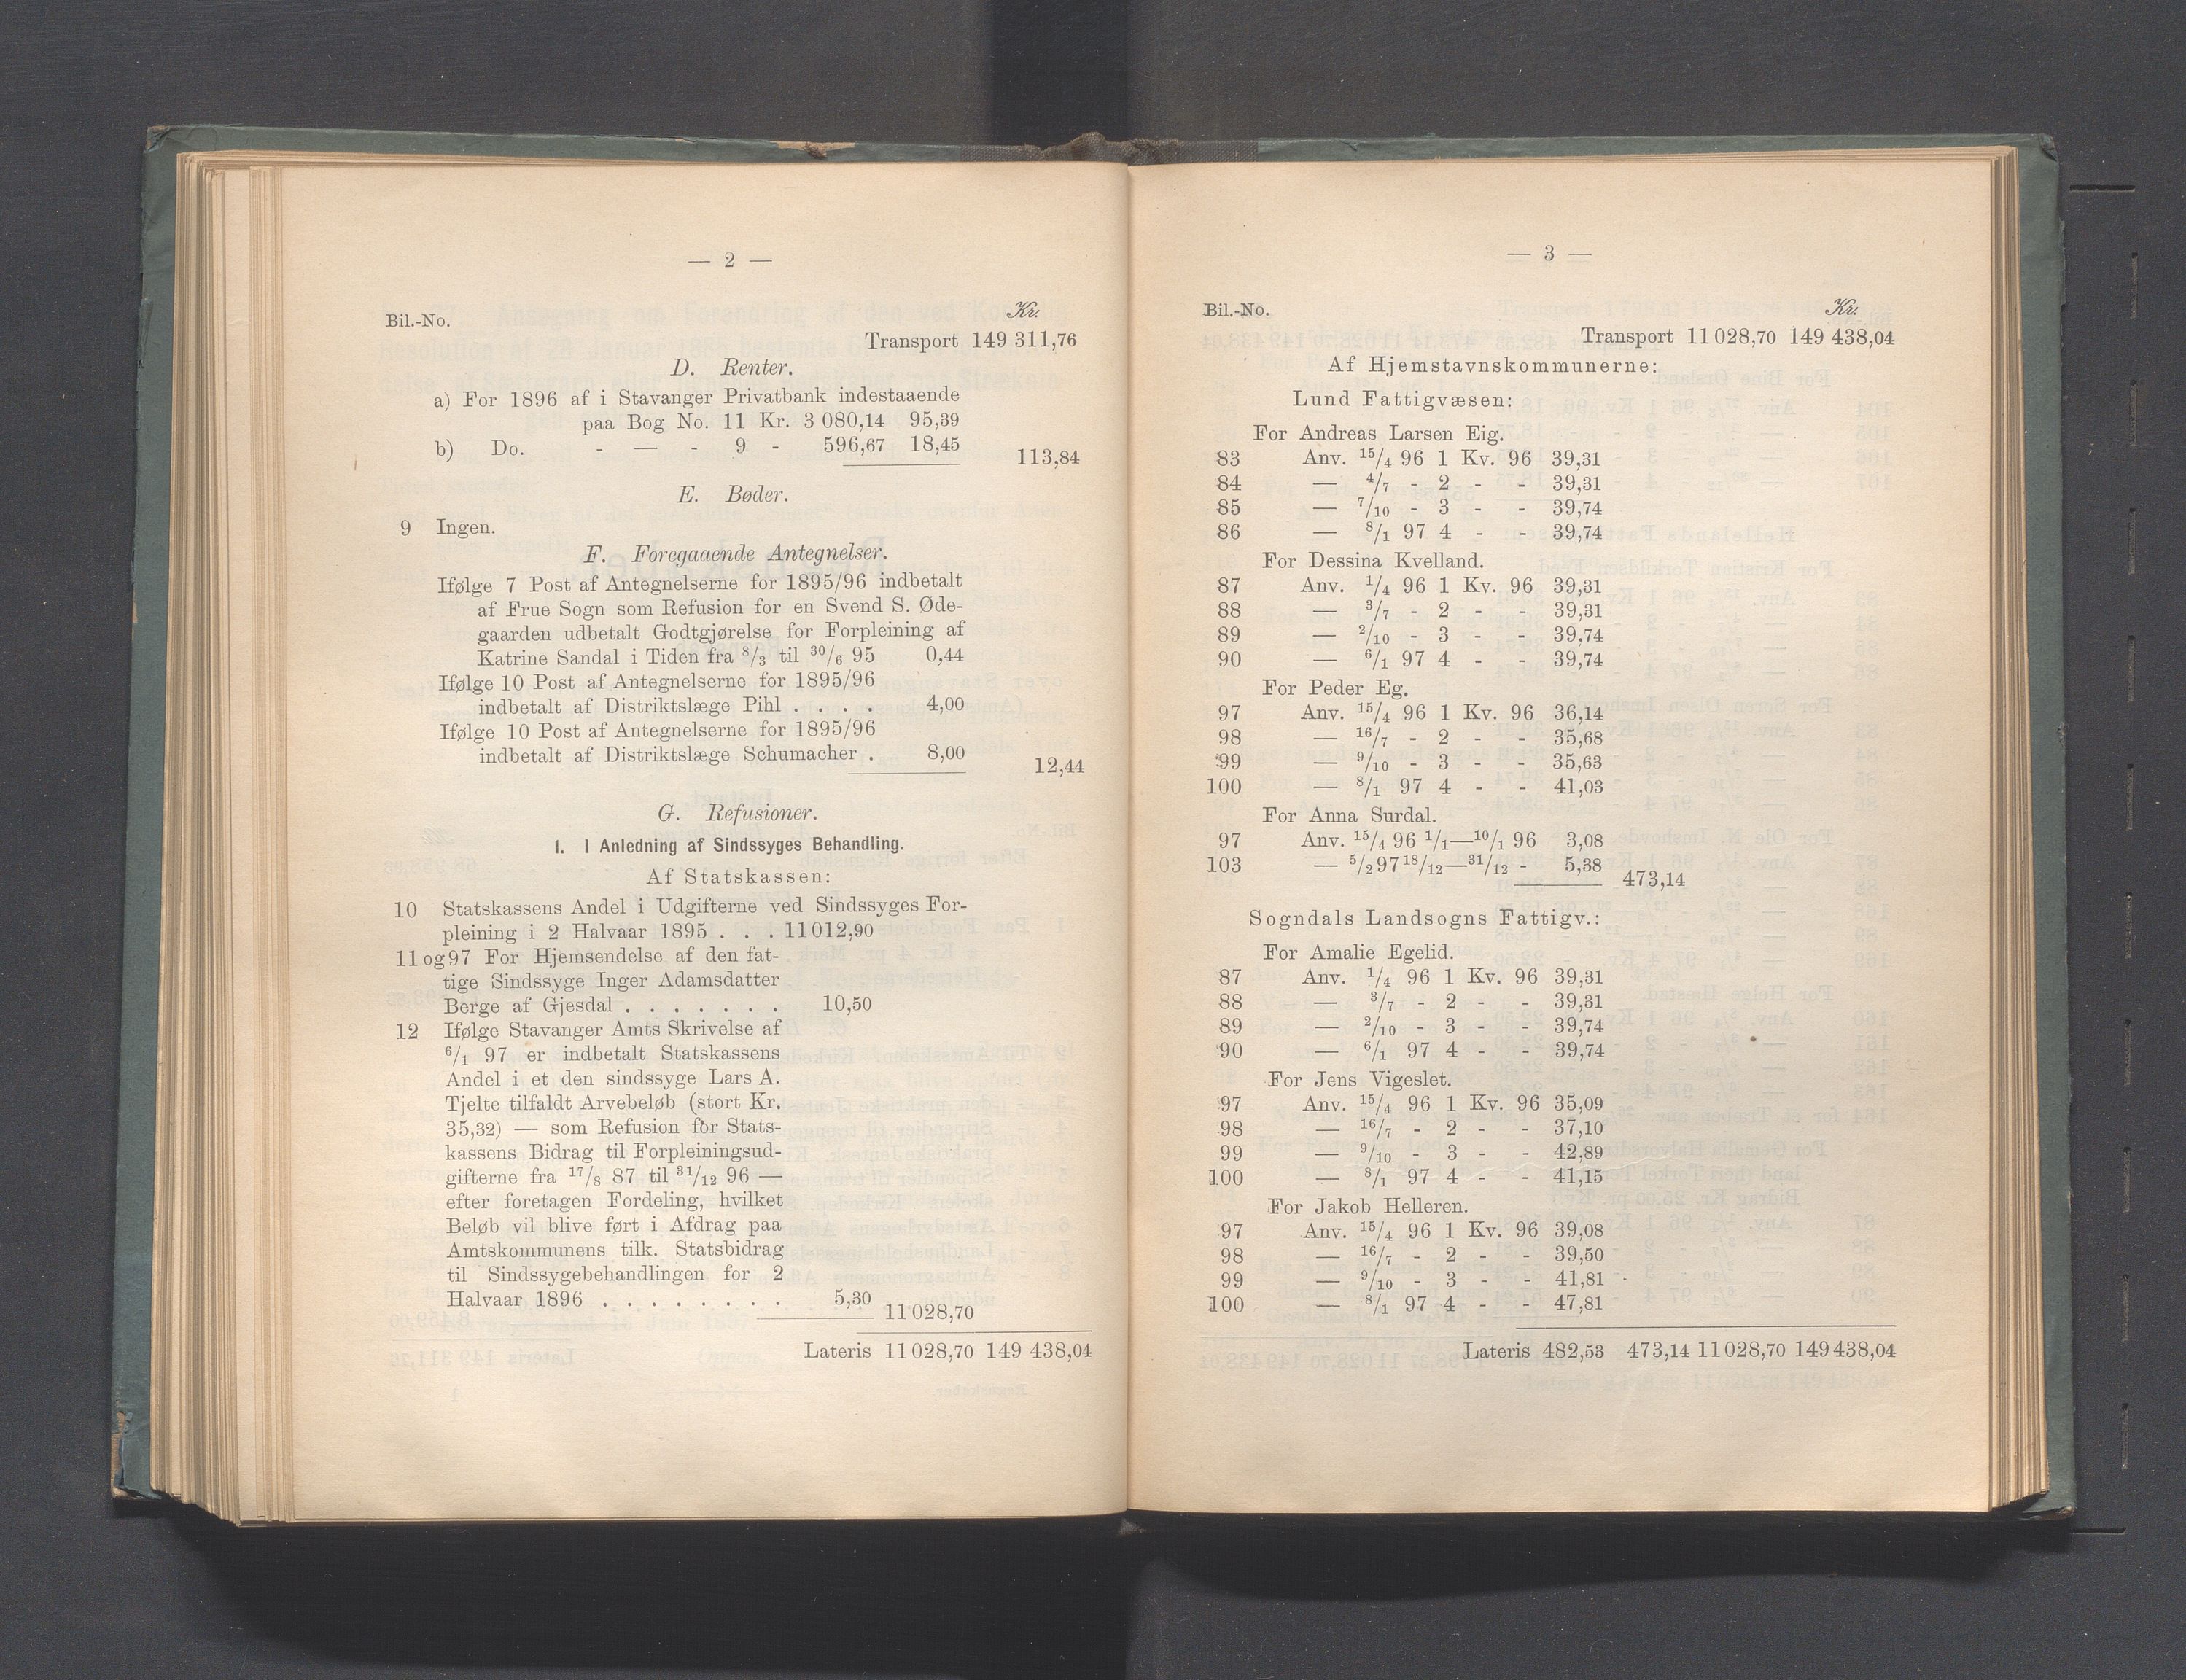 — 2 —
Bil.-No. Kr.
Transport 149 311,76
D. Renter.
a) For 1896 af i Stavanger Privatbank indestaaende
paa Bog No. 11 Kr. 3 080,14 95,39
b) Do. - — - 9 - 596,67 18,45
113,84
E. Bøder.
9 Ingen.
F. Foregaaende Antegnelser.
Ifølge 7 Post af Antegnelserne for 1895/96 indbetalt
af Frue Sogn som Refusion for en Svend S. Øde-
gaarden udbetalt Godtgjørelse for Forpleining af
Katrine Sandal i Tiden fra 8/3 til 30/6 95 0,44
Ifølge 10 Post af Antegnelserne for 1895/96
indbetalt af Distriktslæge Pihl . . . . 4,00
Ifølge 10 Post af Antegnelserne for 1895/96
indbetalt af Distriktslæge Schumacher . 8,00
12,44
G. Refusioner.
I. I Anledning af Sindssyges Behandling.
Af Statskassen:
10 Statskassens Andel i Udgifterne ved Sindssyges For-
pleining i 2 Halvaar 1895 . . . 11 012,90
11 og 97 For Hjemsendelse af den fat-
tige Sindssyge Inger Adamsdatter
Berge af Gjesdal . . . . . . . 10,50
12 Ifølge Stavanger Amts Skrivelse af
6/1 97 er indbetalt Statskassens
Andel i et den sindssyge Lars A.
Tjelte tilfaldt Arvebeløb (stort Kr.
35,32) — som Refusion for Stats-
kassens Bidrag til Forpleiningsud-
gifterne fra 17/8 87 til 31/12 96 —
efter foretagen Fordeling, hvilket
Beløb vil blive ført i Afdrag paa
Amtskommunens tilk. Statsbidrag
til Sindssygebehandlingen for 2
Halvaar 1896 . . . . . . . . 5,30
11 028,70
Lateris 11 028,70 149 438,04
— 3 —
Bil.-No. Kr.
Transport 11 028,70 149 438,04
Af Hjemstavnskommunerne:
Lund Fattigvæsen:
For Andreas Larsen Eig.
83 Anv. 15/4 96 1 Kv. 96 39,31
84 — 4/7 - 2 - - 39,31
85 — 7/10 - 3 - - 39,74
86 — 8/1 97 4 - - 39,74
For Dessina Kvelland.
87 Anv. 1/4 96 1 Kv. 96 39,31
88 — 3/7 - 2 - - 39,31
89 — 2/10 - 3 - - 39,74
90 — 6/1 97 4 - - 39,74
For Peder Eg.
97 Anv. 15/4 96 1 Kv. 96 36,14
98 — 16/7 - 2 - - 35,68
99 — 9/10 - 3 - - 35,63
100 — 8/1 97 4 - - 41,03
For Anna Surdal.
97 Anv. 15/4 96 1/1—10/1 96 3,08
103 — 5/2 97 18/12—31/12 - 5,38
473,14
Sogndals Landsogns Fattigv.:
For Amalie Egelid.
87 Anv. 1/4 96 1 Kv. 96 39,31
88 — 3/7 - 2 - - 39,31
89 — 2/10 - 3 - - 39,74
90 — 6/1 97 4 - - 39,74
For Jens Vigeslet.
97 Anv. 15/4 96 1 Kv. 96 35,09
98 — 16/7 - 2 - - 37,10
99 — 9/10 - 3 - - 42,89
100 — 8/1 97 4 - - 41,15
For Jakob Helleren.
97 Anv. 15/4 96 1 Kv. 96 39,08
98 — 16/7 - 2 - - 39,50
99 — 9/10 - 3 - - 41,81
100 — 8/1 97 4 - - 47,81
Lateris 482,53 473,14 11 028,70 149 438,04